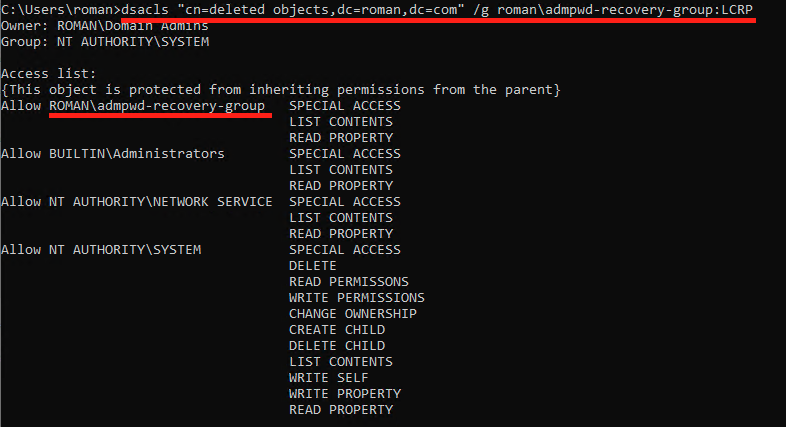 C:\Users\roman>dsacls "cn=deleted objects,dc=roman,dc=com" /g roman\admpwd-recovery-group:LCRP
Owner: ROMAN\Domain Admins
Group: NT AUTHORITY\SYSTEM

Access list:
{This object is protected from inheriting permissions from the parent}
Allow ROMAN\admpwd-recovery-group   SPECIAL ACCESS
                                    LIST CONTENTS
                                    READ PROPERTY
Allow BUILTIN\Administrators        SPECIAL ACCESS
                                    LIST CONTENTS
                                    READ PROPERTY
Allow NT AUTHORITY\NETWORK SERVICE  SPECIAL ACCESS
                                    LIST CONTENTS
                                    READ PROPERTY
Allow NT AUTHORITY\SYSTEM           SPECIAL ACCESS
                                    DELETE
                                    READ PERMISSONS
                                    WRITE PERMISSIONS
                                    CHANGE OWNERSHIP
                                    CREATE CHILD
                                    DELETE CHILD
                                    LIST CONTENTS
                                    WRITE SELF
                                    WRITE PROPERTY
                                    READ PROPERTY